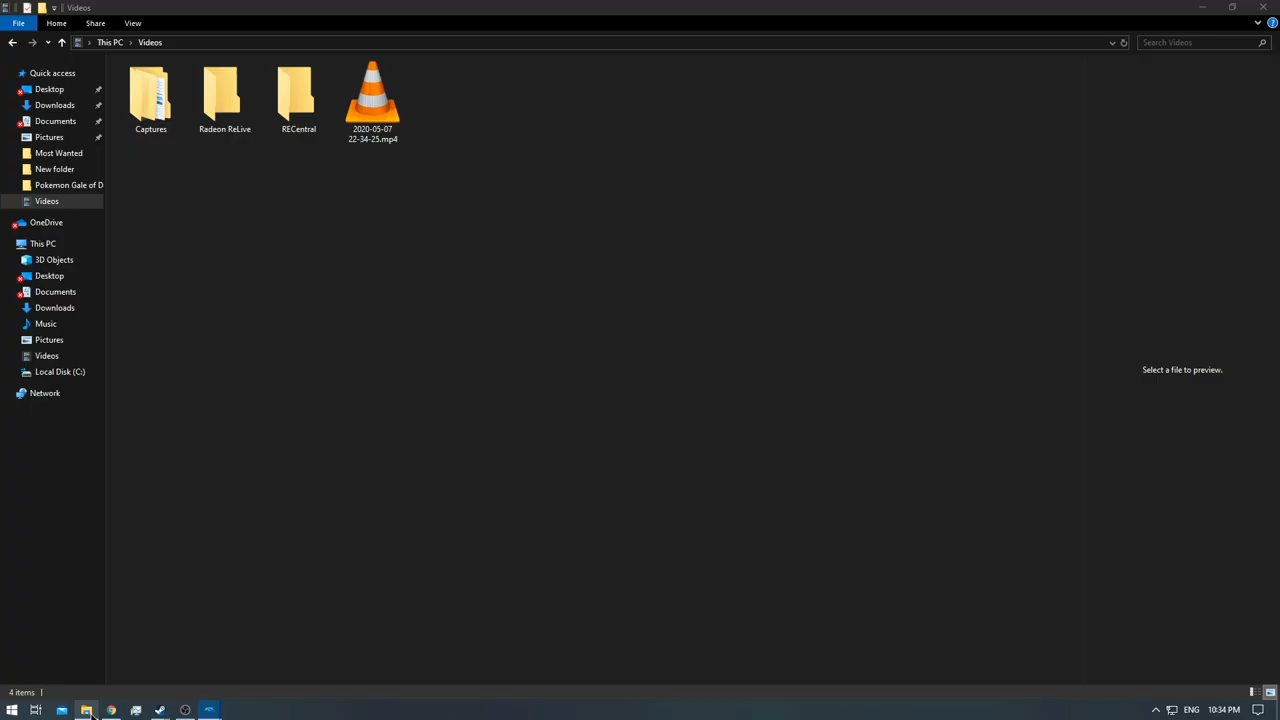 Videos
File Home Share View
This PC Videos
Search Videos
Quick access
Desktop
Downloads
Documents
Pictures
Most Wanted
New folder
Pokemon Gale of D
Videos
OneDrive
This PC
3D Objects
Desktop
Documents
Downloads
Music
Pictures
Videos
Local Disk (C:)
Network
Captures
Radeon ReLive
RECentral
2020-05-07
22-34-25.mp4
Select a file to preview.
4 items
ENG 10:34 PM